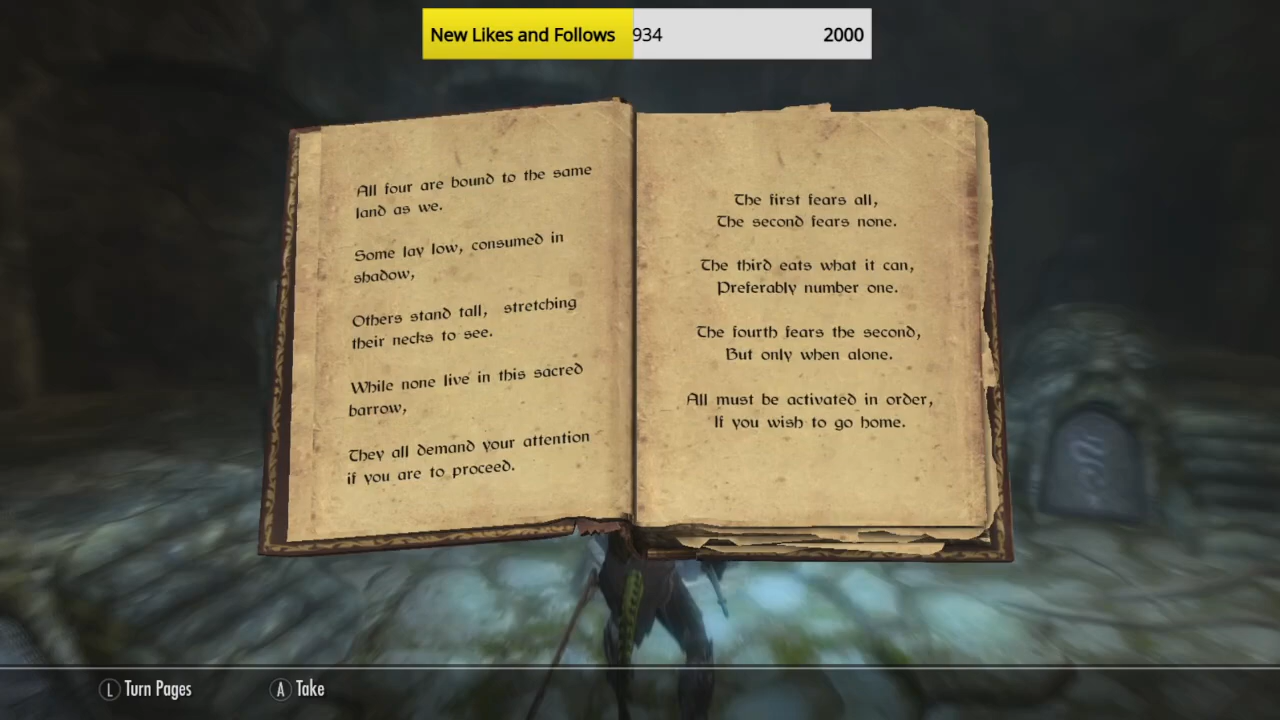 New Likes and Follows 934 2000
All four are bound to the same
land as we.
Some lay low, consumed in
shadow,
Others stand tall, stretching
their necks to see.
While none live in this sacred
barrow,
They all demand your attention
if you are to proceed.
The first fears all,
The second fears none.
The third eats what it can,
Preferably number one.
The fourth fears the second,
But only when alone.
All must be activated in order,
If you wish to go home.
L Turn Pages
A Take